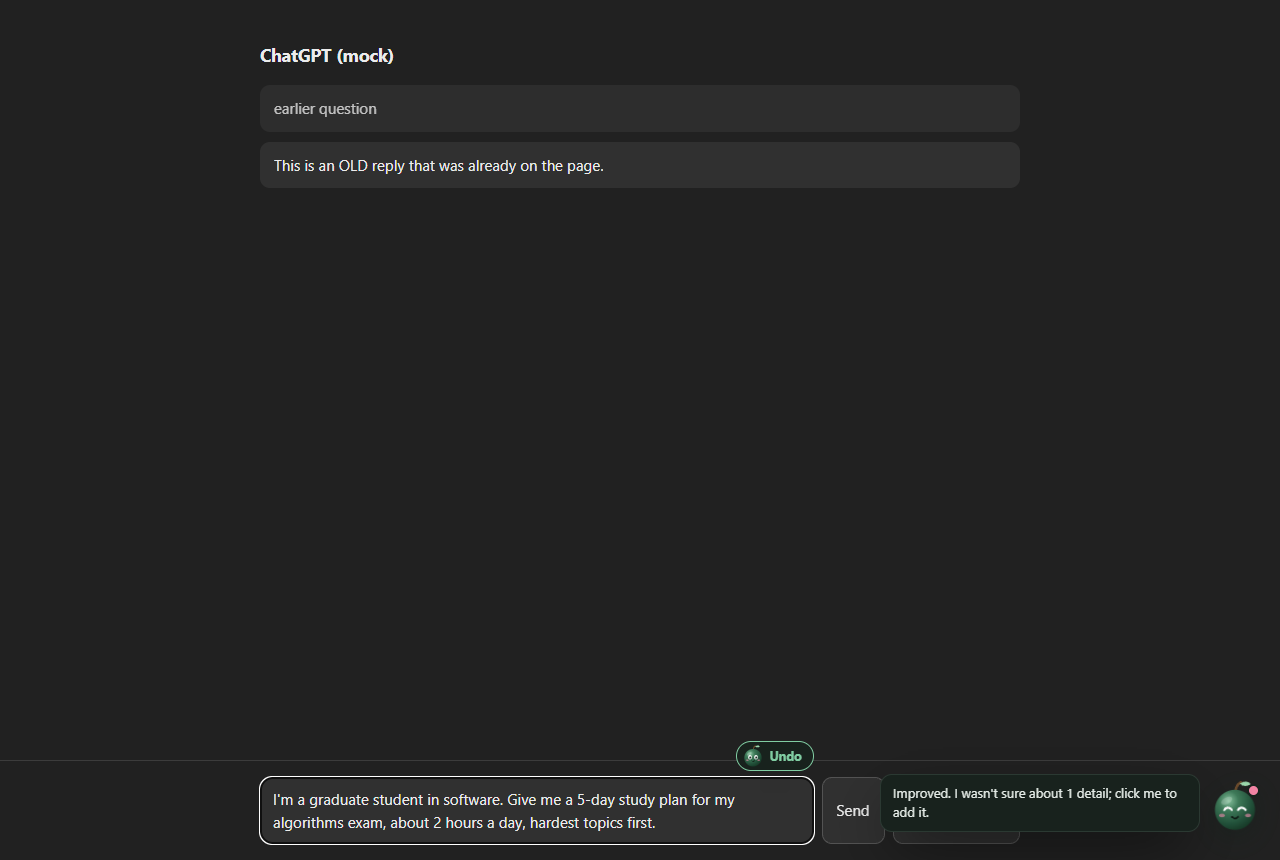 ChatGPT (mock)
earlier question
This is an OLD reply that was already on the page.
Undo
I'm a graduate student in software. Give me a 5-day study plan for my
algorithms exam, about 2 hours a day, hardest topics first.
Send
Improved. I wasn't sure about 1 detail; click me to
add it.